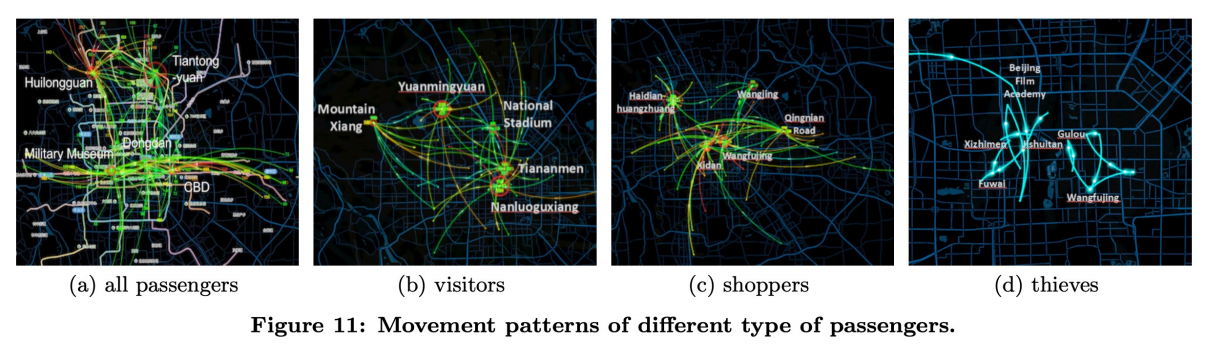 Huilongguan
Tiantong
-yuan
Military Museum
Dongdan
CBD
(a) all passengers
Mountain
Xiang
Yuanmingyuan
National
Stadium
Tiananmen
Nanluoguxiang
(b) visitors
Haidian-
huangzhuang
Wangjing
Qingnian
Road
Xidan
Wangfujing
(c) shoppers
Beijing
Film
Academy
Xizhimen
Jishuitan
Gulou
Fuwai
Wangfujing
(d) thieves
Figure 11: Movement patterns of different type of passengers.